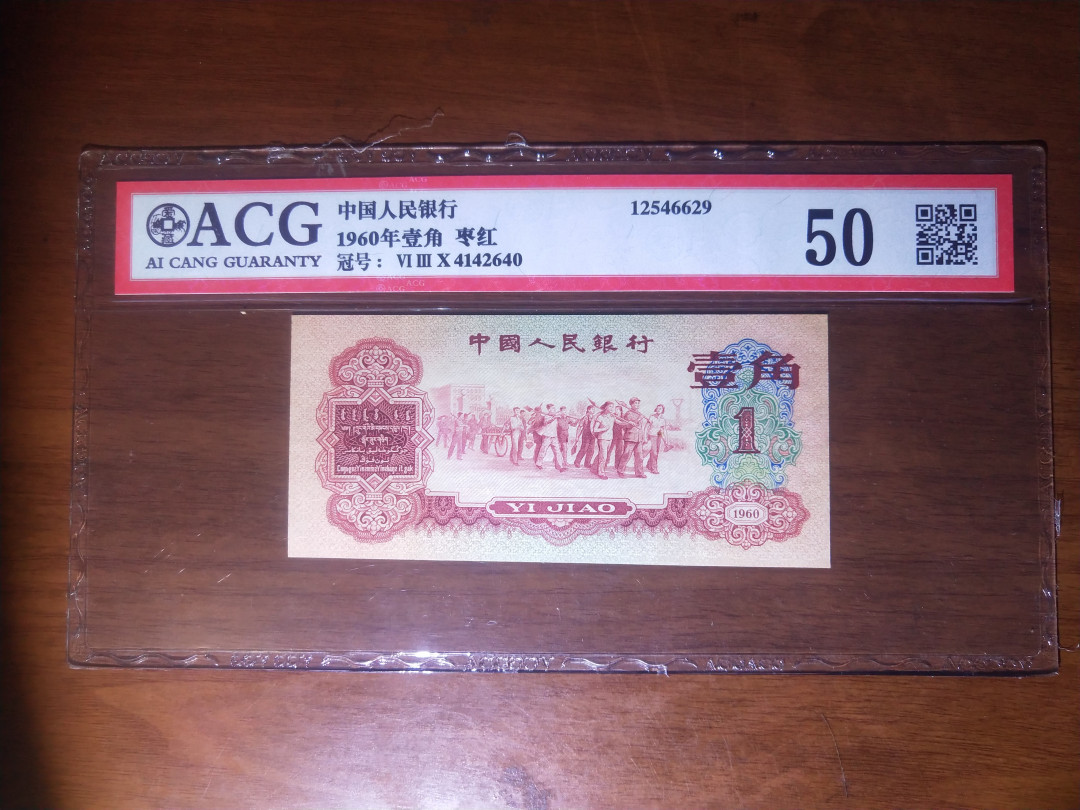 ACG
AI CANG GUARANTY
中国人民银行
1960年壹角 枣红
冠号： VI III X 4142640
12546629
50
中國人民銀行
壹角
1
YI JIAO
1960